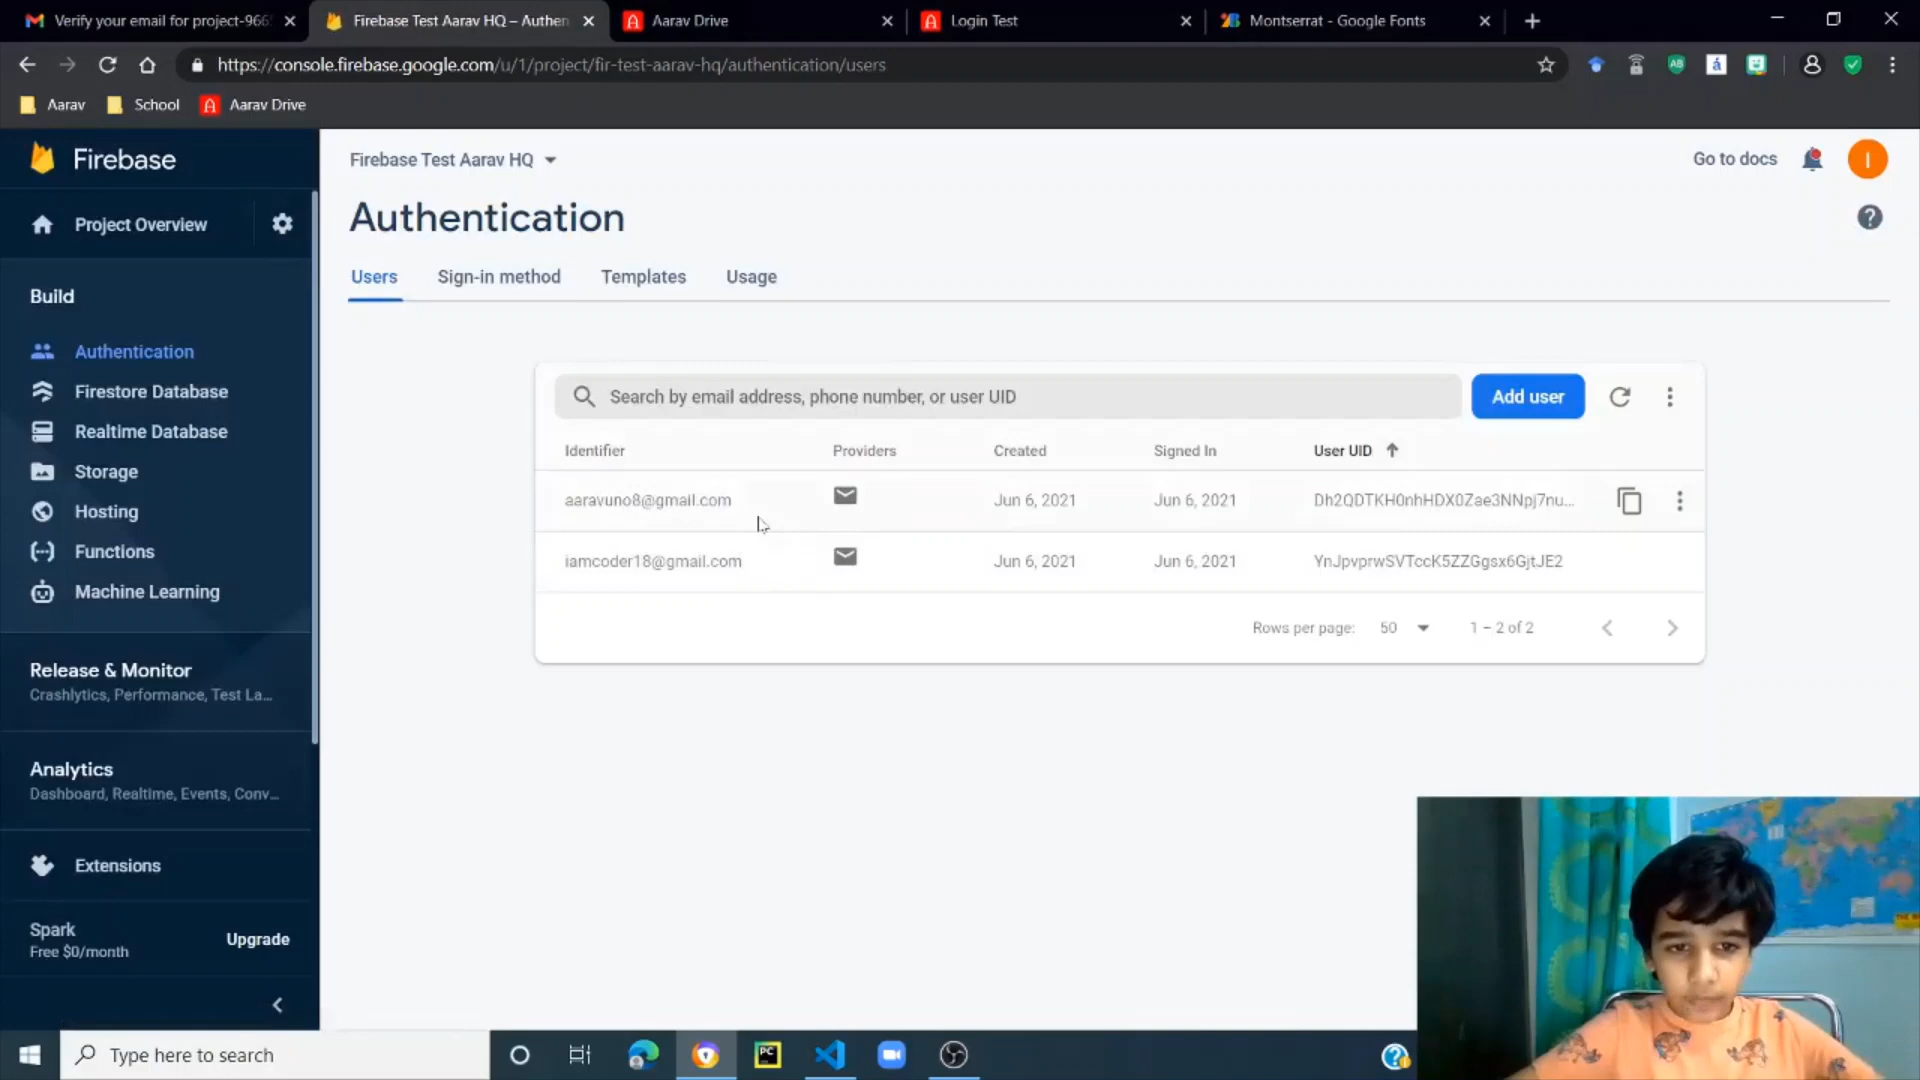 Verify your email for project-966
Firebase Test Aarav HQ – Authen
Aarav Drive
Login Test
Montserrat - Google Fonts
https://console.firebase.google.com/u/1/project/fir-test-aarav-hq/authentication/users
Aarav
School
Aarav Drive
Firebase
Firebase Test Aarav HQ
Go to docs
I
Project Overview
Authentication
Users
Sign-in method
Templates
Usage
Build
Authentication
Firestore Database
Realtime Database
Storage
Hosting
Functions
Machine Learning
Search by email address, phone number, or user UID
Add user
Identifier
Providers
Created
Signed In
User UID
aaravuno8@gmail.com
Jun 6, 2021
Jun 6, 2021
Dh2QDTKH0nhHDX0Zae3NNpj7nu...
iamcoder18@gmail.com
Jun 6, 2021
Jun 6, 2021
YnJpvprwSVTccK5ZZGgsx6GjtJE2
Rows per page:
50
1 – 2 of 2
Release & Monitor
Crashlytics, Performance, Test La...
Analytics
Dashboard, Realtime, Events, Conv...
Extensions
Spark
Free $0/month
Upgrade
Type here to search
PC